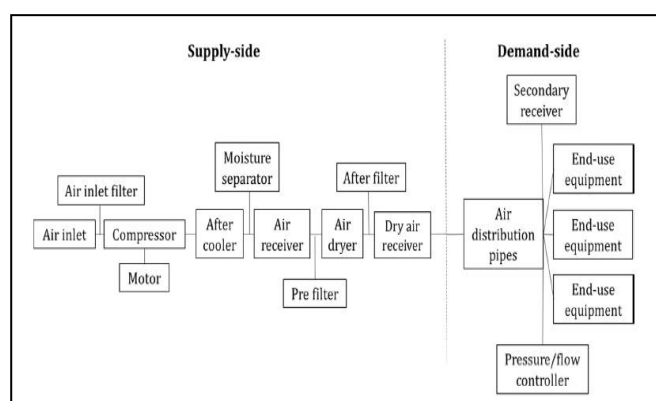 Supply-side
Demand-side
Secondary
receiver
Moisture
separator
End-use
equipment
Air inlet filter
After filter
Air inlet
Compressor
After
cooler
Air
receiver
Air
dryer
Dry air
receiver
Air
distribution
pipes
End-use
equipment
Motor
Pre filter
End-use
equipment
Pressure/flow
controller